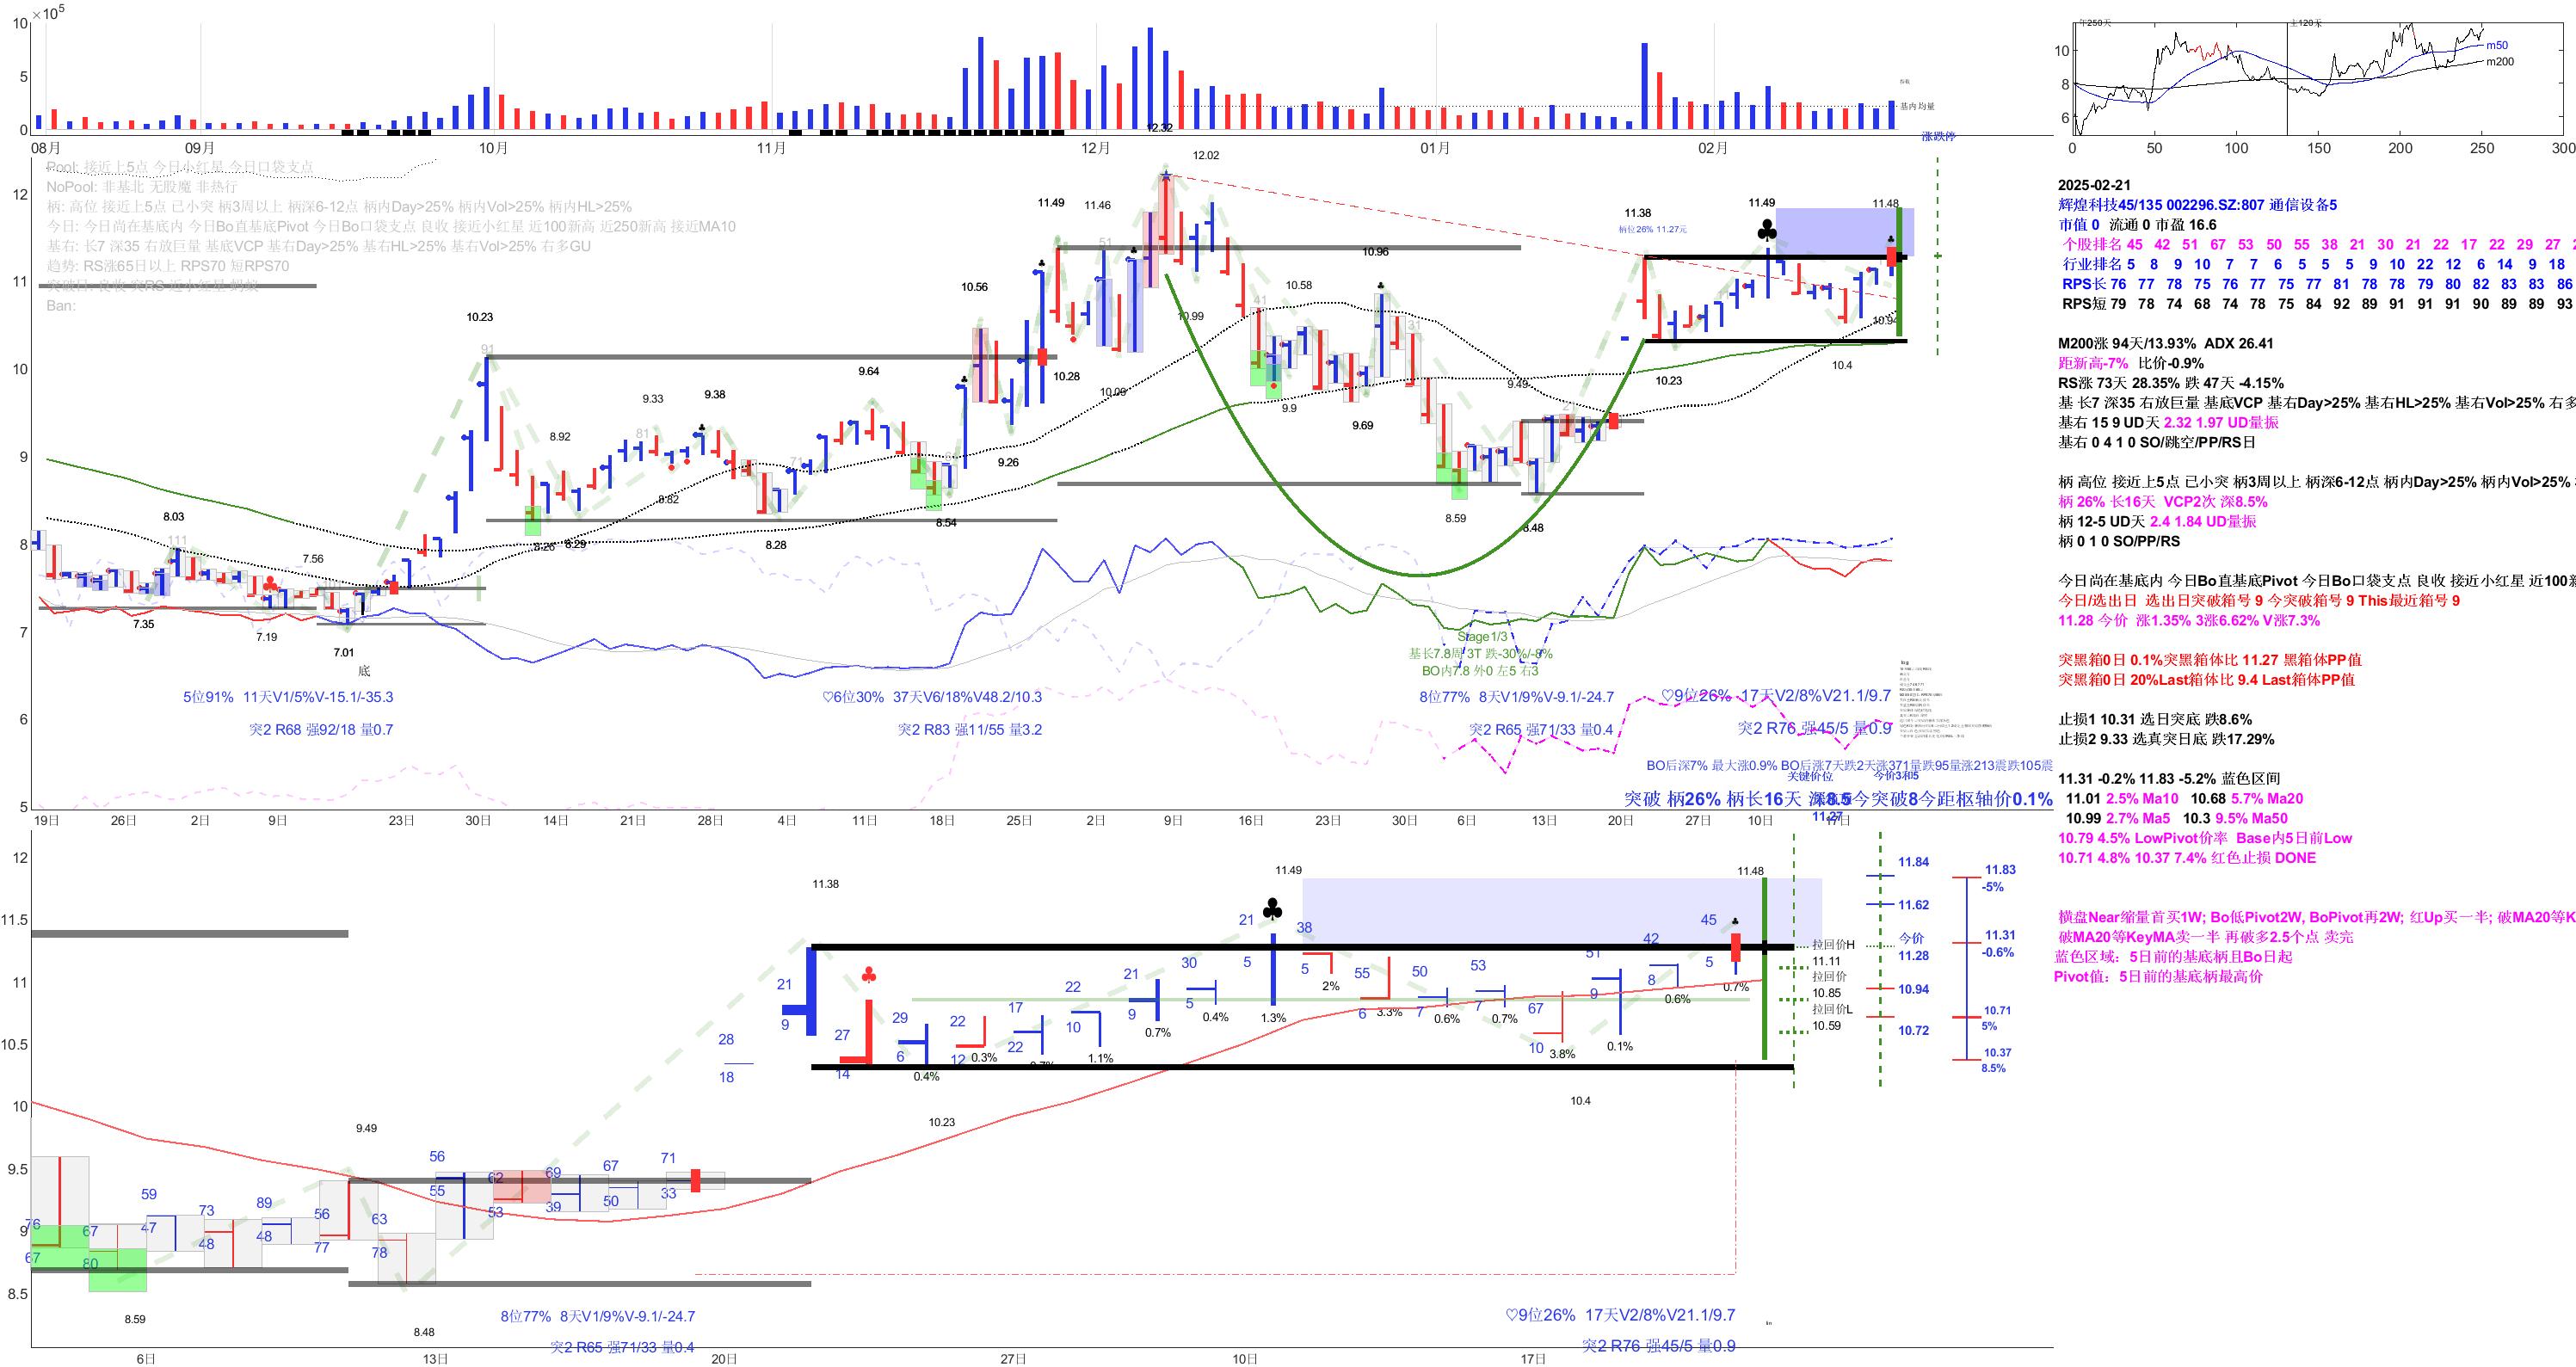 ×10⁵
10
5
0
12.32
基内均量
涨跌停
08月 09月 10月 11月 12月 01月 02月
Pool: 接近上5点 今日小红星 今日口袋支点
NoPool: 非基北 无股魔 非热行
柄: 高位 接近上5点 已小突 柄3周以上 柄深6-12点 柄内Day>25% 柄内Vol>25% 柄内HL>25%
今日: 今日尚在基底内 今日Bo直基底Pivot 今日Bo口袋支点 良收 接近小红星 近100新高 近250新高 接近MA10
基右: 长7 深35 右放巨量 基底VCP 基右Day>25% 基右HL>25% 基右Vol>25% 右多GU
趋势: RS涨65日以上 RPS70 短RPS70
Ban:
12
11
10
9
8
7
6
5
8.03
111
7.56
7.35
7.19
7.01
底
10.23
91
8.92
8.26
8.29
9.33
81
9.38
8.82
8.28
9.64
8.54
10.56
9.26
11.49
10.28
11.46
51
10.09
12.02
10.99
41
10.58
9.9
10.96
9.69
31
8.59
9.49
8.48
11.38
柄位26% 11.27元
10.23
11.49
11.48
10.94
10.4
Stage1/3
基长7.8周 3T 跌-30%/-8%
BO内7.8 外0 左5 右3
5位91% 11天V1/5%V-15.1/-35.3
突2 R68 强92/18 量0.7
♡6位30% 37天V6/18%V48.2/10.3
突2 R83 强11/55 量3.2
8位77% 8天V1/9%V-9.1/-24.7
突2 R65 强71/33 量0.4
♡9位26% 17天V2/8%V21.1/9.7
突2 R76 强45/5 量0.9
BO后深7% 最大涨0.9% BO后涨7天跌2天涨371量跌95量涨213震跌105震
关键价位 今价3和5
突破 柄26% 柄长16天 深8.5今突破8今距枢轴价0.1%
11.27
19日 26日 2日 9日 23日 30日 14日 21日 28日 4日 11日 18日 25日 2日 9日 16日 23日 30日 6日 13日 20日 27日 10日 17日
12
11.5
11
10.5
10
9.5
9
8.5
11.38
11.49
11.48
21 38 45
21 27 29 22 17 22 21 30 5 5 55 50 53 67 51 42 5
28 18 9 14 6 12 22 10 9 5 6 7 7 10 9 8
0.4% 0.3% 1.1% 0.7% 0.4% 1.3% 2% 3.3% 0.6% 0.7% 3.8% 0.1% 0.6% 0.7%
10.23
10.4
9.49
76 67 59 73 89 56 63 56 62 69 67 71
67 80 47 48 48 77 78 55 53 39 50 33
8.59
8.48
拉回价H
11.11
拉回价
10.85
拉回价L
10.59
11.84
11.62
今价
11.28
10.94
10.72
11.83
-5%
11.31
-0.6%
10.71
5%
10.37
8.5%
8位77% 8天V1/9%V-9.1/-24.7
突2 R65 强71/33 量0.4
♡9位26% 17天V2/8%V21.1/9.7
突2 R76 强45/5 量0.9
6日 13日 20日 27日 10日 17日
10
8
6
m50
m200
0 50 100 150 200 250 300
2025-02-21
辉煌科技45/135 002296.SZ:807 通信设备5
市值 0 流通 0 市盈 16.6
个股排名 45 42 51 67 53 50 55 38 21 30 21 22 17 22 29 27
行业排名 5 8 9 10 7 7 6 5 5 5 9 10 22 12 6 14 9 18
RPS长 76 77 78 75 76 77 75 77 81 78 78 79 80 82 83 83 86
RPS短 79 78 74 68 74 78 75 84 92 89 91 91 91 90 89 89 93
M200涨 94天/13.93% ADX 26.41
距新高-7% 比价-0.9%
RS涨 73天 28.35% 跌 47天 -4.15%
基 长7 深35 右放巨量 基底VCP 基右Day>25% 基右HL>25% 基右Vol>25% 右多
基右 15 9 UD天 2.32 1.97 UD量振
基右 0 4 1 0 SO/跳空/PP/RS日
柄 高位 接近上5点 已小突 柄3周以上 柄深6-12点 柄内Day>25% 柄内Vol>25%
柄 26% 长16天 VCP2次 深8.5%
柄 12-5 UD天 2.4 1.84 UD量振
柄 0 1 0 SO/PP/RS
今日尚在基底内 今日Bo直基底Pivot 今日Bo口袋支点 良收 接近小红星 近100新
今日/选出日 选出日突破箱号 9 今突破箱号 9 This最近箱号 9
11.28 今价 涨1.35% 3涨6.62% V涨7.3%
突黑箱0日 0.1%突黑箱体比 11.27 黑箱体PP值
突黑箱0日 20%Last箱体比 9.4 Last箱体PP值
止损1 10.31 选日突底 跌8.6%
止损2 9.33 选真突日底 跌17.29%
11.31 -0.2% 11.83 -5.2% 蓝色区间
11.01 2.5% Ma10 10.68 5.7% Ma20
10.99 2.7% Ma5 10.3 9.5% Ma50
10.79 4.5% LowPivot价率 Base内5日前Low
10.71 4.8% 10.37 7.4% 红色止损 DONE
横盘Near缩量首买1W; Bo低Pivot2W, BoPivot再2W; 红Up买一半; 破MA20等K
破MA20等KeyMA卖一半 再破多2.5个点 卖完
蓝色区域：5日前的基底柄且Bo日起
Pivot值：5日前的基底柄最高价